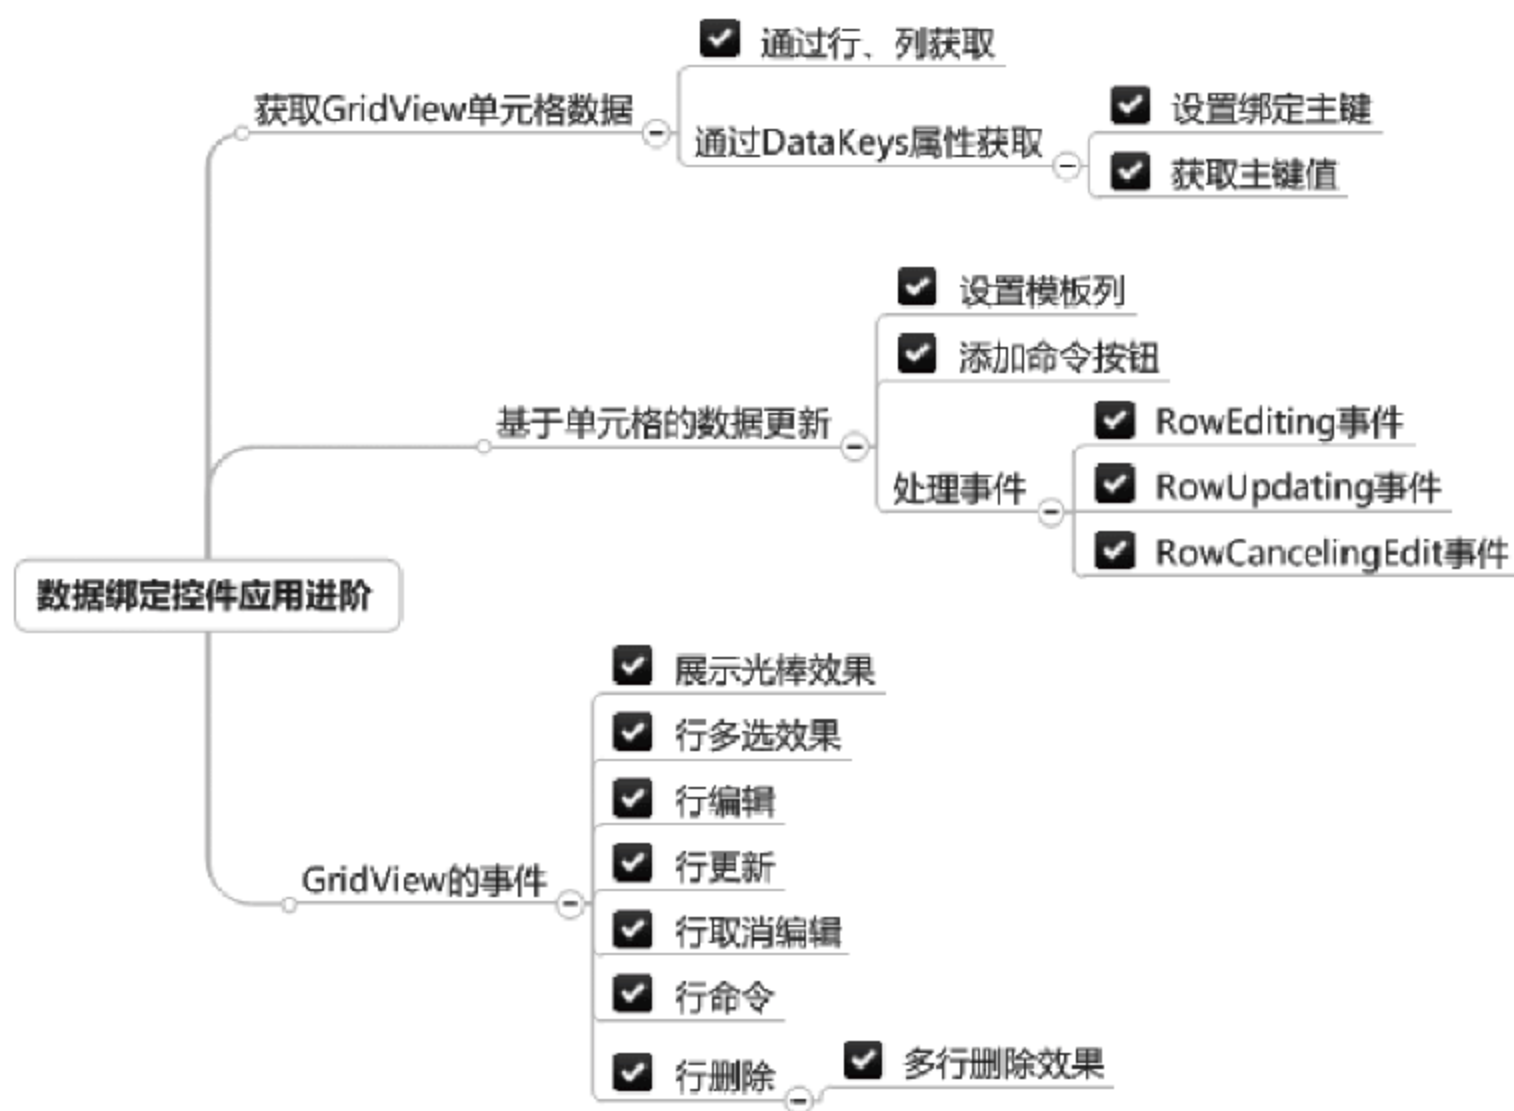 通过行、列获取
获取GridView单元格数据
设置绑定主键
通过DataKeys属性获取
获取主键值
设置模板列
添加命令按钮
基于单元格的数据更新
RowEditing事件
处理事件
RowUpdating事件
RowCancelingEdit事件
数据绑定控件应用进阶
展示光棒效果
行多选效果
行编辑
行更新
GridView的事件
行取消编辑
行命令
行删除
多行删除效果